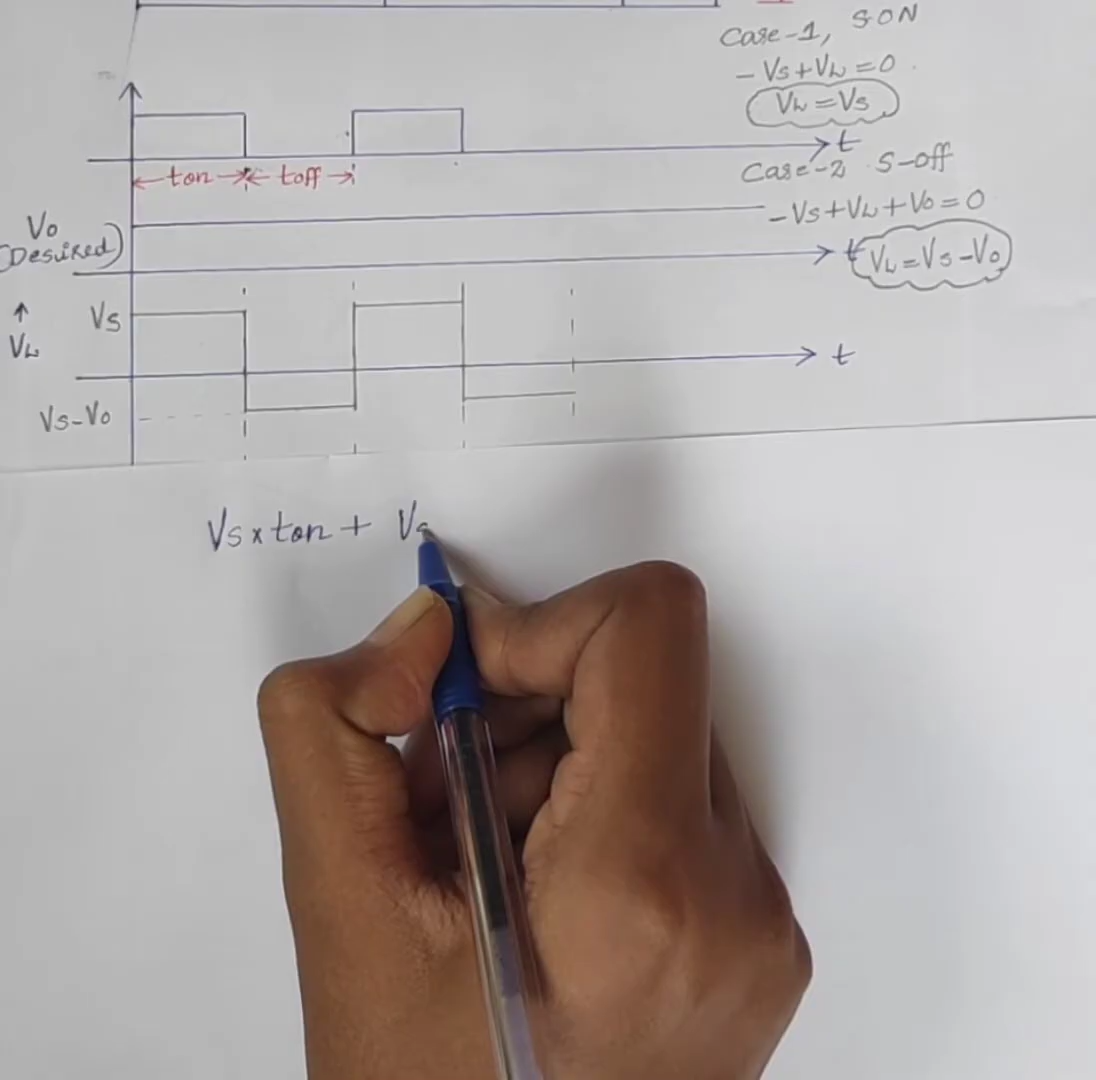 Case-1, S ON
-Vs+VL=0
VL=Vs
t
ton toff
Case-2 S-off
-Vs+VL+Vo=0
Vo
(Desired)
t
VL=Vs-Vo
Vs
VL
t
Vs-Vo
Vs×ton+ Vs